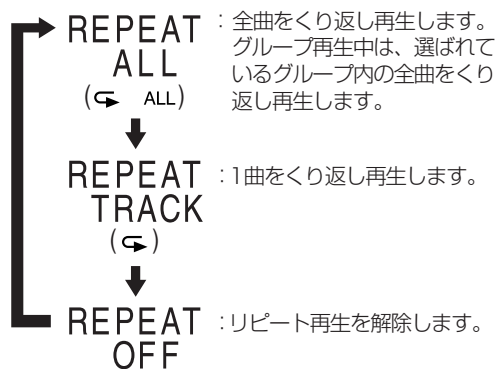 REPEAT
ALL
( ALL)
:全曲をくり返し再生します。
グループ再生中は、選ばれて
いるグループ内の全曲をくり
返し再生します。
REPEAT
TRACK
:1曲をくり返し再生します。
REPEAT
OFF
:リピート再生を解除します。